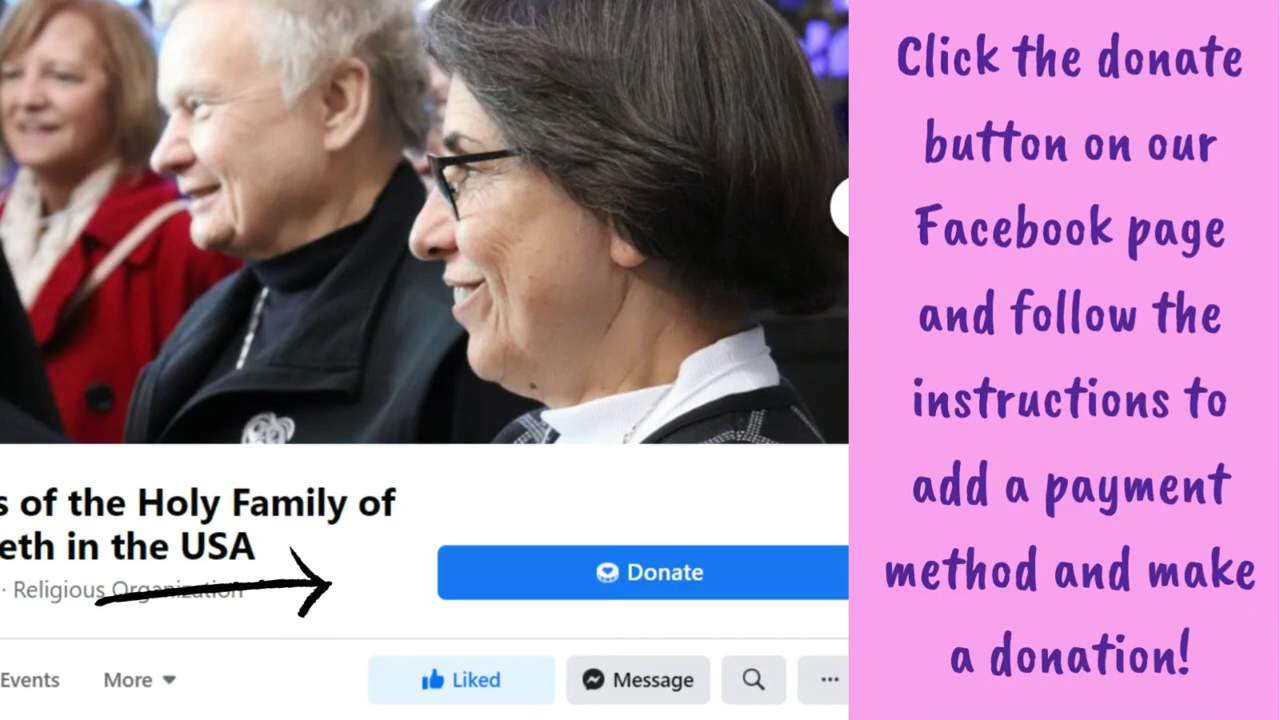 s of the Holy Family of
eth in the USA
· Religious Organization
Donate
Events
More
Liked
Message
Click the donate
button on our
Facebook page
and follow the
instructions to
add a payment
method and make
a donation!